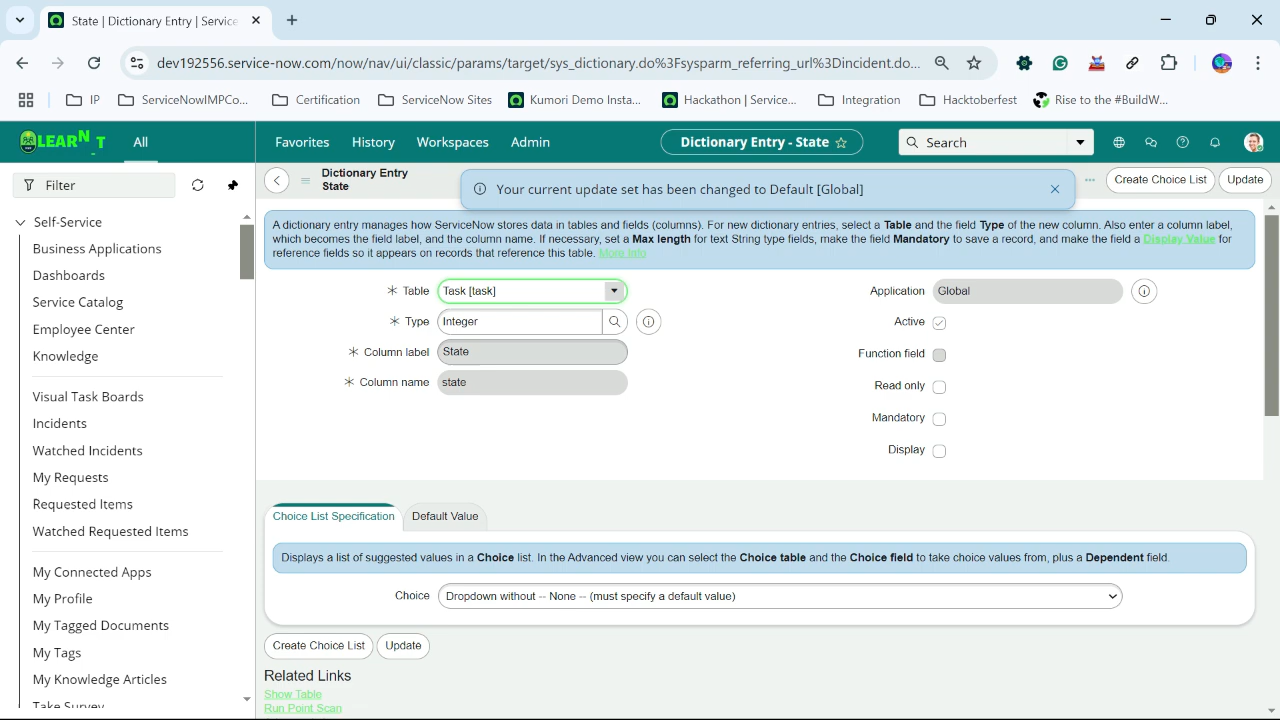 State | Dictionary Entry | Service
dev192556.service-now.com/now/nav/ui/classic/params/target/sys_dictionary.do%3Fsysparm_referring_url%3Dincident.do...
IP
ServiceNowIMPCo...
Certification
ServiceNow Sites
Kumori Demo Insta...
Hackathon | Service...
Integration
Hacktoberfest
Rise to the #BuildW...
LEARN T
All
Favorites
History
Workspaces
Admin
Dictionary Entry - State
Search
Filter
Dictionary Entry
State
Your current update set has been changed to Default [Global]
Create Choice List
Update
Self-Service
Business Applications
Dashboards
Service Catalog
Employee Center
Knowledge
Visual Task Boards
Incidents
Watched Incidents
My Requests
Requested Items
Watched Requested Items
My Connected Apps
My Profile
My Tagged Documents
My Tags
My Knowledge Articles
Take Survey
A dictionary entry manages how ServiceNow stores data in tables and fields (columns). For new dictionary entries, select a Table and the field Type of the new column. Also enter a column label,
which becomes the field label, and the column name. If necessary, set a Max length for text String type fields, make the field Mandatory to save a record, and make the field a Display Value for
reference fields so it appears on records that reference this table. More Info
Table
Task [task]
Type
Integer
Column label
State
Column name
state
Application
Global
Active
Function field
Read only
Mandatory
Display
Choice List Specification
Default Value
Displays a list of suggested values in a Choice list. In the Advanced view you can select the Choice table and the Choice field to take choice values from, plus a Dependent field.
Choice
Dropdown without -- None -- (must specify a default value)
Create Choice List
Update
Related Links
Show Table
Run Point Scan